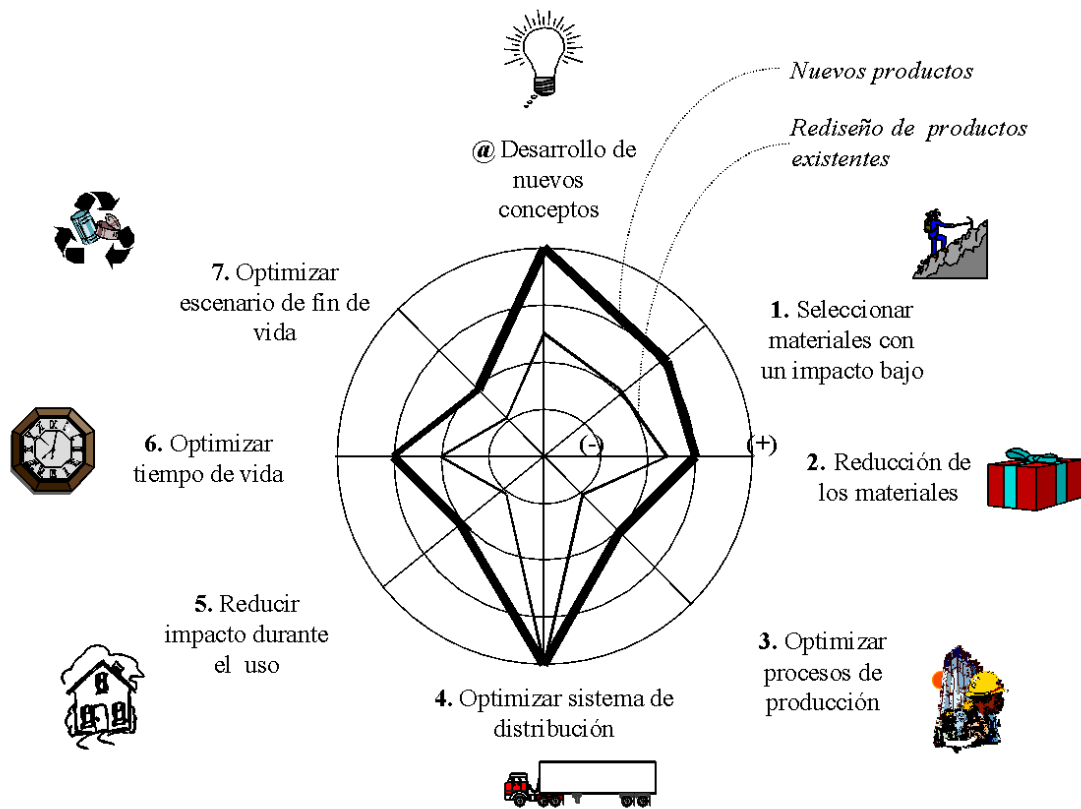 Nuevos productos
Rediseño de productos
existentes
@ Desarrollo de
nuevos
conceptos
7. Optimizar
escenario de fin de
vida
1. Seleccionar
materiales con
un impacto bajo
(-)
(+)
6. Optimizar
tiempo de vida
2. Reducción de
los materiales
5. Reducir
impacto durante
el uso
3. Optimizar
procesos de
producción
4. Optimizar sistema de
distribución